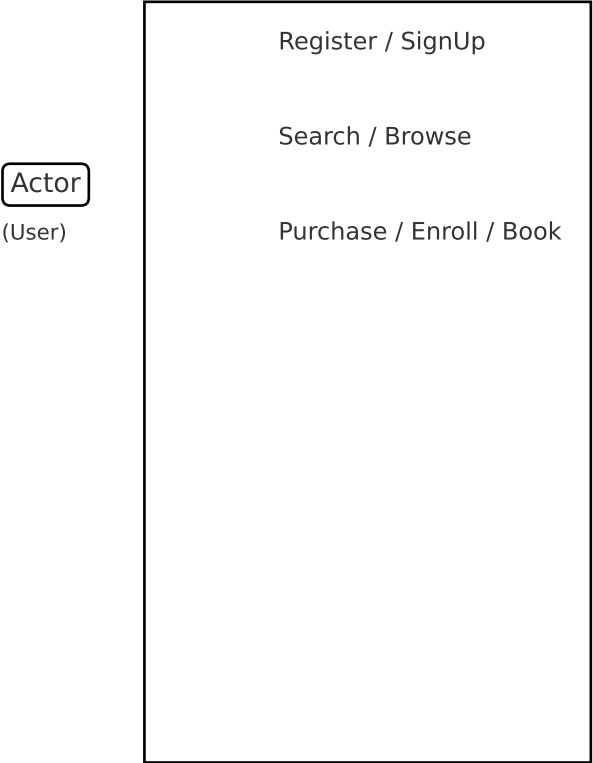 Register / SignUp
Search / Browse
Actor
(User)
Purchase / Enroll / Book